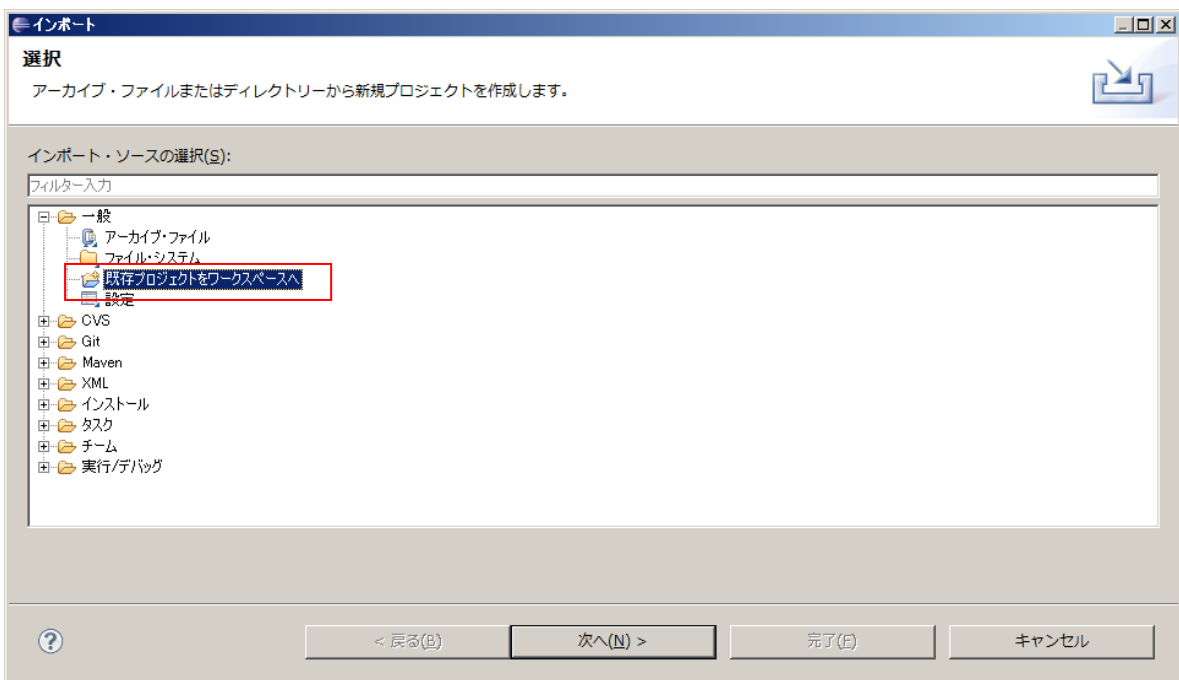 インポート
選択
アーカイブ・ファイルまたはディレクトリーから新規プロジェクトを作成します。
インポート・ソースの選択(S):
フィルター入力
一般
アーカイブ・ファイル
ファイル・システム
既存プロジェクトをワークスペースへ
設定
CVS
Git
Maven
XML
インストール
タスク
チーム
実行/デバッグ
< 戻る(B)
次へ(N) >
完了(F)
キャンセル